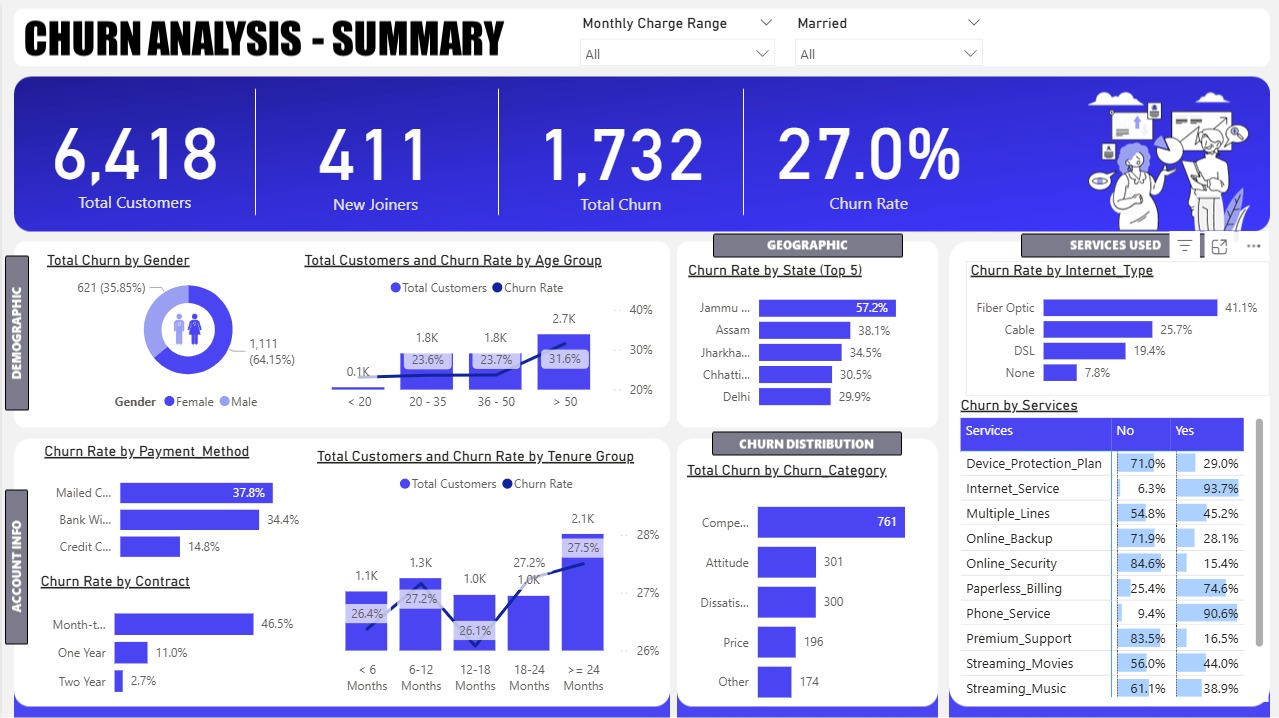 CHURN ANALYSIS - SUMMARY
Monthly Charge Range
All
Married
All
6,418
Total Customers
411
New Joiners
1,732
Total Churn
27.0%
Churn Rate
DEMOGRAPHIC
Total Churn by Gender
621 (35.85%)
1,111
(64.15%)
Gender Female Male
Total Customers and Churn Rate by Age Group
Total Customers Churn Rate
40%
30%
20%
0.1K
1.8K
1.8K
2.7K
23.6%
23.7%
31.6%
< 20
20 - 35
36 - 50
> 50
GEOGRAPHIC
Churn Rate by State (Top 5)
Jammu ... 57.2%
Assam 38.1%
Jharkha... 34.5%
Chhatti... 30.5%
Delhi 29.9%
SERVICES USED
Churn Rate by Internet_Type
Fiber Optic 41.1%
Cable 25.7%
DSL 19.4%
None 7.8%
Churn by Services
Services No Yes
Device_Protection_Plan 71.0% 29.0%
Internet_Service 6.3% 93.7%
Multiple_Lines 54.8% 45.2%
Online_Backup 71.9% 28.1%
Online_Security 84.6% 15.4%
Paperless_Billing 25.4% 74.6%
Phone_Service 9.4% 90.6%
Premium_Support 83.5% 16.5%
Streaming_Movies 56.0% 44.0%
Streaming_Music 61.1% 38.9%
ACCOUNT INFO
Churn Rate by Payment_Method
Mailed C... 37.8%
Bank Wi... 34.4%
Credit C... 14.8%
Churn Rate by Contract
Month-t... 46.5%
One Year 11.0%
Two Year 2.7%
Total Customers and Churn Rate by Tenure Group
Total Customers Churn Rate
28%
27%
26%
1.1K
1.3K
1.0K
1.0K
2.1K
26.4%
27.2%
26.1%
27.2%
27.5%
< 6
Months
6-12
Months
12-18
Months
18-24
Months
>= 24
Months
CHURN DISTRIBUTION
Total Churn by Churn_Category
Compe... 761
Attitude 301
Dissatis... 300
Price 196
Other 174